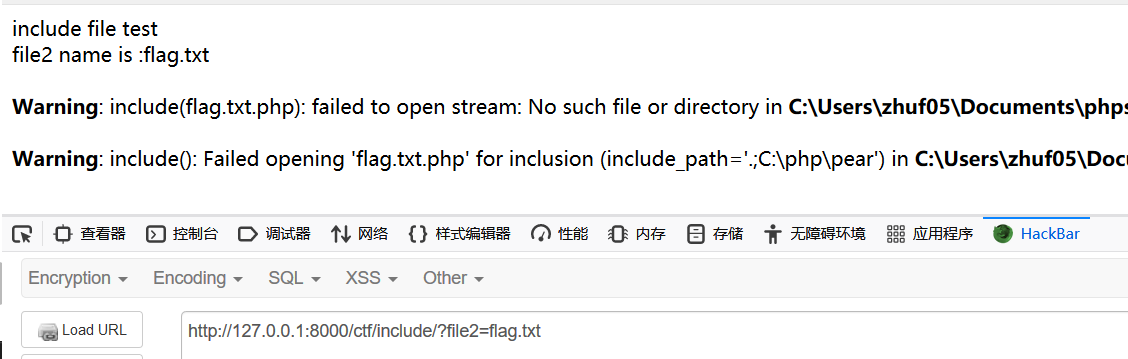 include file test
file2 name is :flag.txt
Warning: include(flag.txt.php): failed to open stream: No such file or directory in C:\Users\zhuf05\Documents\phps
Warning: include(): Failed opening 'flag.txt.php' for inclusion (include_path='.;C:\php\pear') in C:\Users\zhuf05\Doc
查看器 控制台 调试器 网络 样式编辑器 性能 内存 存储 无障碍环境 应用程序 HackBar
Encryption Encoding SQL XSS Other
Load URL http://127.0.0.1:8000/ctf/include/?file2=flag.txt